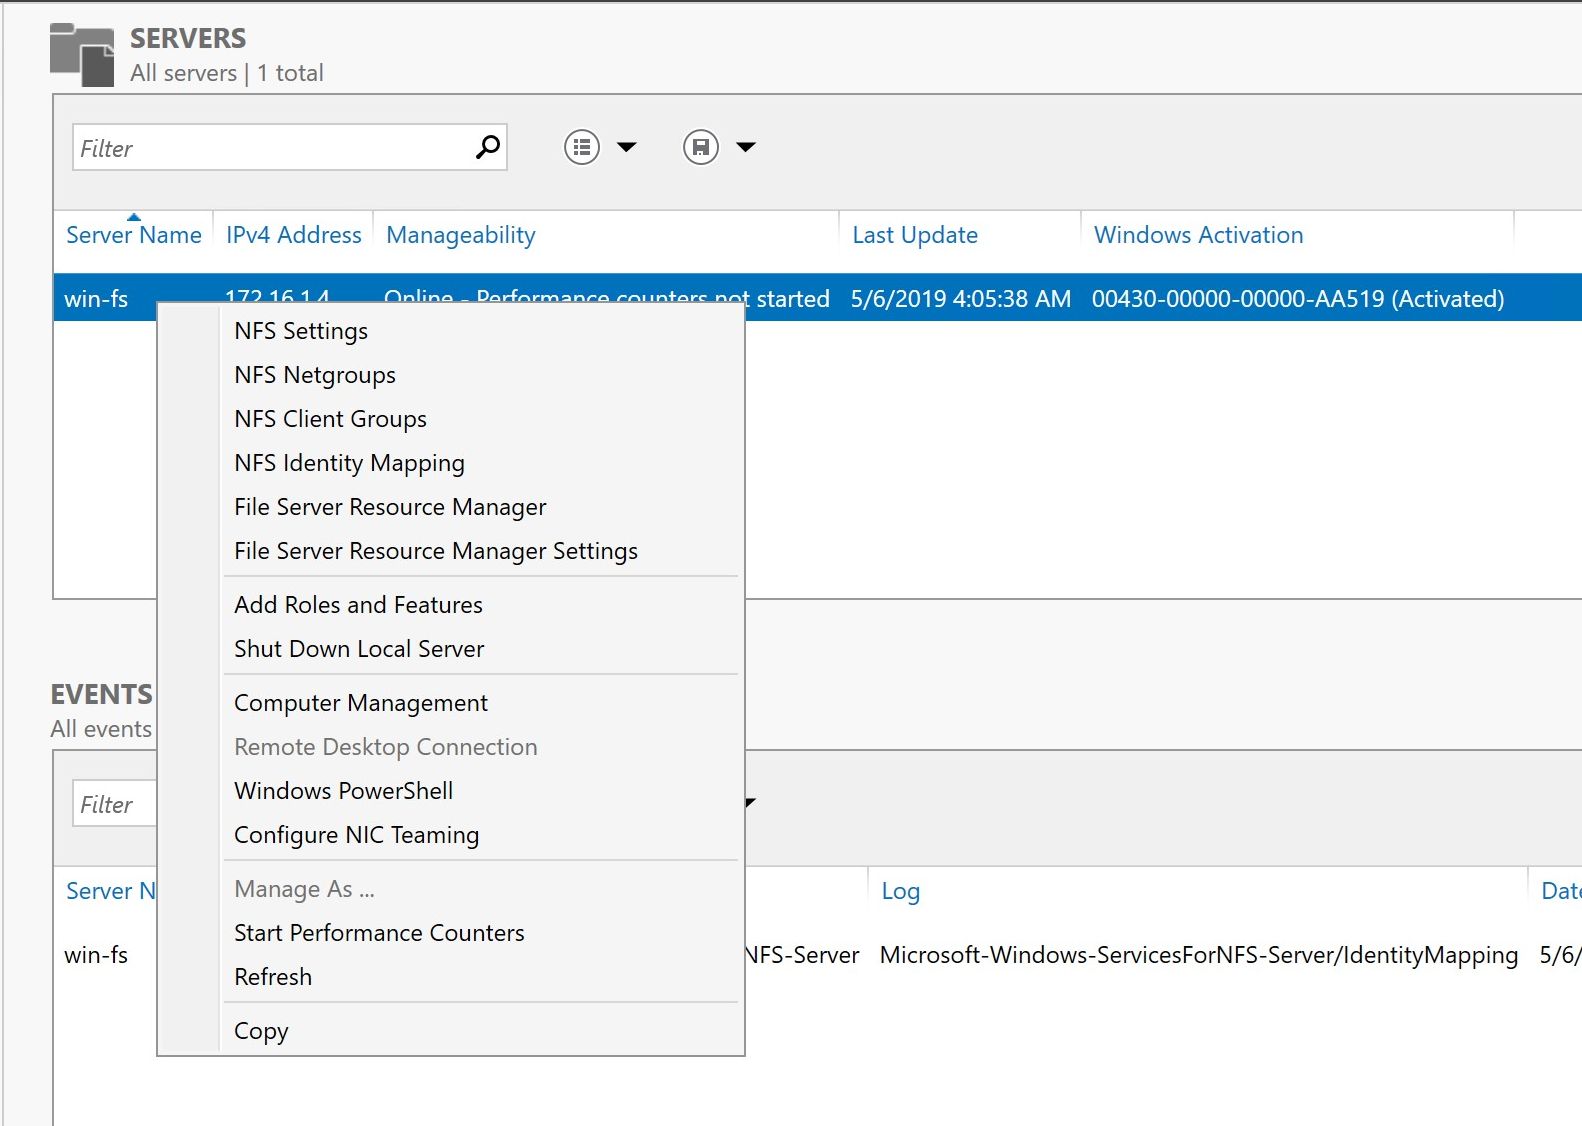 SERVERS
All servers | 1 total
Filter
Server Name IPv4 Address Manageability Last Update Windows Activation
win-fs 172.16.1.4 Online - Performance counters not started 5/6/2019 4:05:38 AM 00430-00000-00000-AA519 (Activated)
NFS Settings
NFS Netgroups
NFS Client Groups
NFS Identity Mapping
File Server Resource Manager
File Server Resource Manager Settings
Add Roles and Features
Shut Down Local Server
Computer Management
Remote Desktop Connection
Windows PowerShell
Configure NIC Teaming
Manage As ...
Start Performance Counters
Refresh
Copy
EVENTS
All events
Filter
Server N Log Date
win-fs NFS-Server Microsoft-Windows-ServicesForNFS-Server/IdentityMapping 5/6/